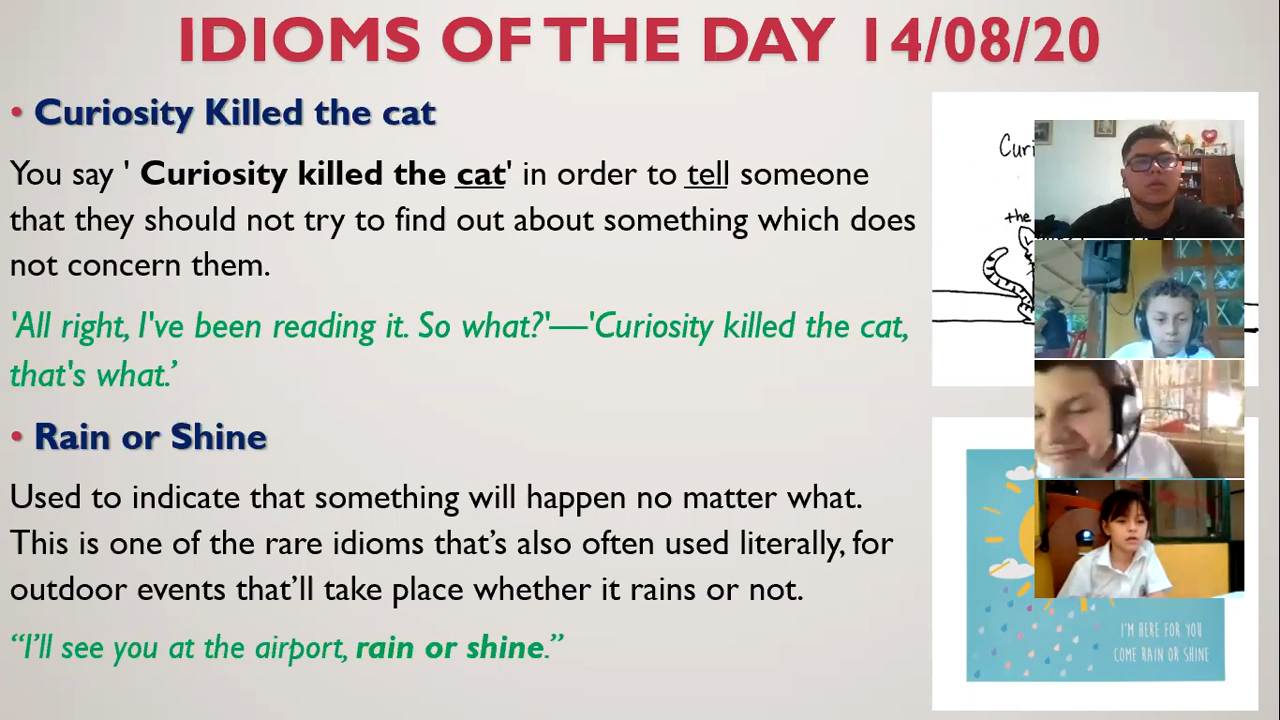 IDIOMS OF THE DAY 14/08/20
• Curiosity Killed the cat
You say ' Curiosity killed the cat' in order to tell someone
that they should not try to find out about something which does
not concern them.
'All right, I've been reading it. So what?'—'Curiosity killed the cat,
that's what.’
• Rain or Shine
Used to indicate that something will happen no matter what.
This is one of the rare idioms that’s also often used literally, for
outdoor events that’ll take place whether it rains or not.
“I’ll see you at the airport, rain or shine.”
the
I'M HERE FOR YOU
COME RAIN OR SHINE